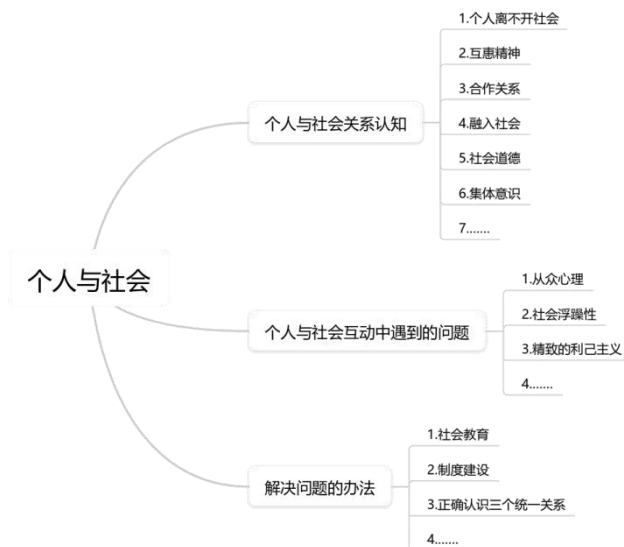 个人与社会
个人与社会关系认知
1.个人离不开社会
2.互惠精神
3.合作关系
4.融入社会
5.社会道德
6.集体意识
7.......
个人与社会互动中遇到的问题
1.从众心理
2.社会浮躁性
3.精致的利己主义
4.......
解决问题的办法
1.社会教育
2.制度建设
3.正确认识三个统一关系
4.......